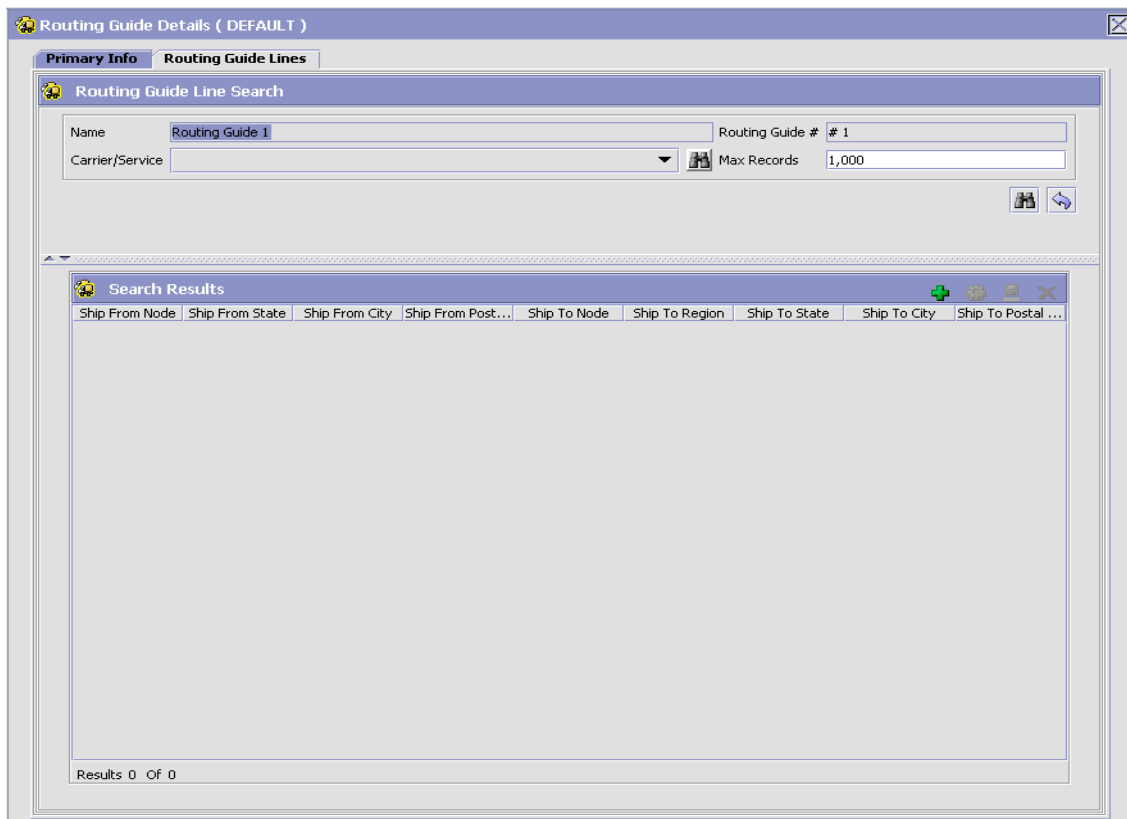 Routing Guide Details ( DEFAULT )
Primary Info Routing Guide Lines
Routing Guide Line Search
Name Routing Guide 1 Routing Guide # # 1
Carrier/Service Max Records 1,000
Search Results
Ship From Node Ship From State Ship From City Ship From Post... Ship To Node Ship To Region Ship To State Ship To City Ship To Postal ...
Results 0 Of 0